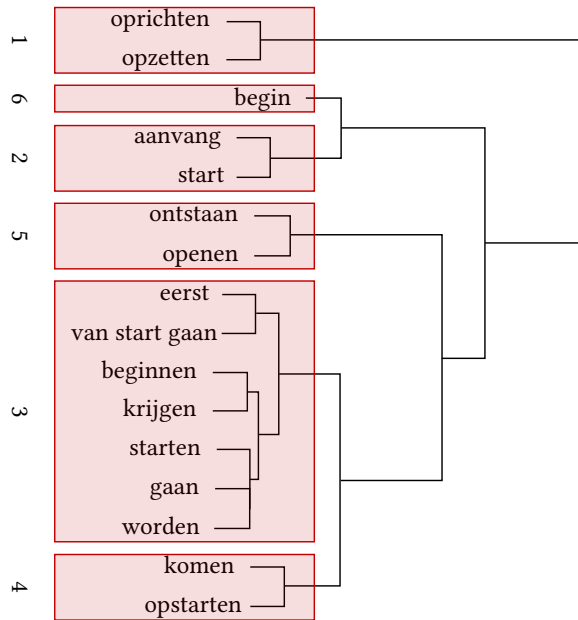 1
oprichten
opzetten
6
begin
2
aanvang
start
5
ontstaan
openen
3
eerst
van start gaan
beginnen
krijgen
starten
gaan
worden
4
komen
opstarten